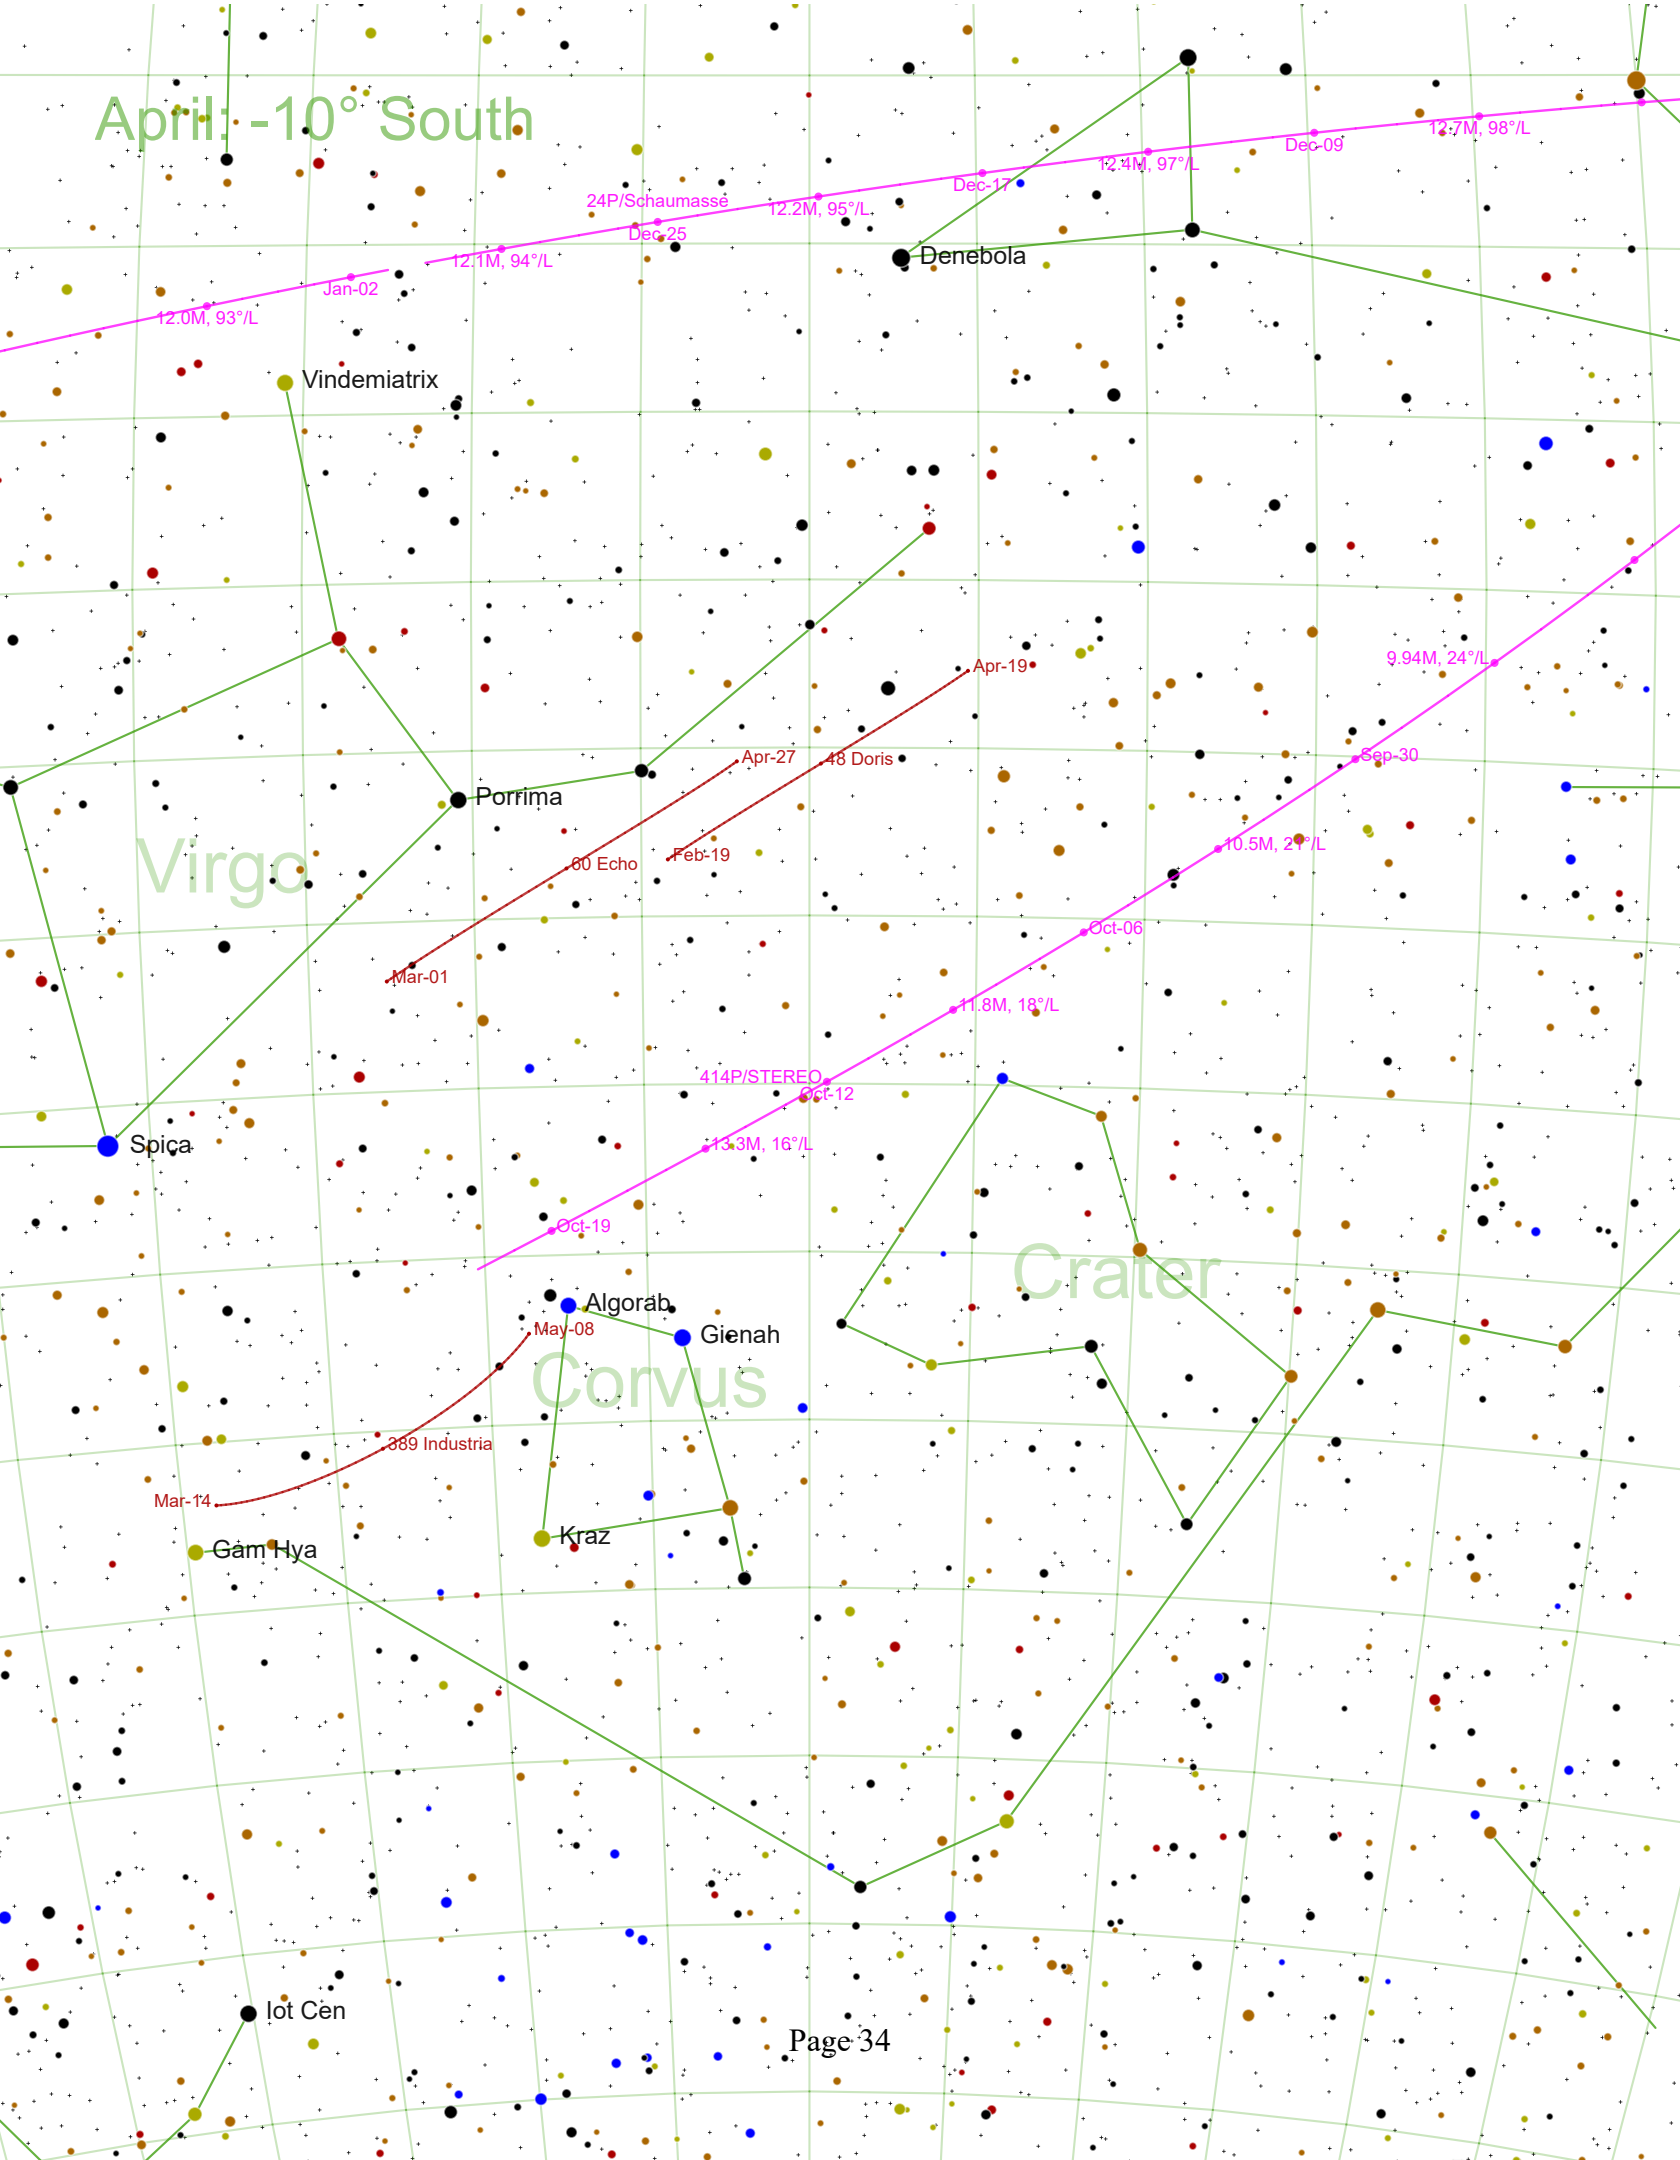 April: -10° South
12.7M, 98°/L
Dec-09
12.4M, 97°/L
Dec-17
24P/Schaumasse
12.2M, 95°/L
Dec-25
Denebola
12.1M, 94°/L
Jan-02
12.0M, 93°/L
Vindemiatrix
9.94M, 24°/L
Apr-19
Sep-30
Apr-27
48 Doris
Porrima
10.5M, 21°/L
Feb-19
60 Echo
Virgo
Oct-06
Mar-01
11.8M, 18°/L
414P/STEREO
Oct-12
Spica
13.3M, 16°/L
Oct-19
Crater
Algorab
May-08
Gienah
Corvus
389 Industria
Mar-14
Kraz
Gam Hya
Iot Cen
Page 34